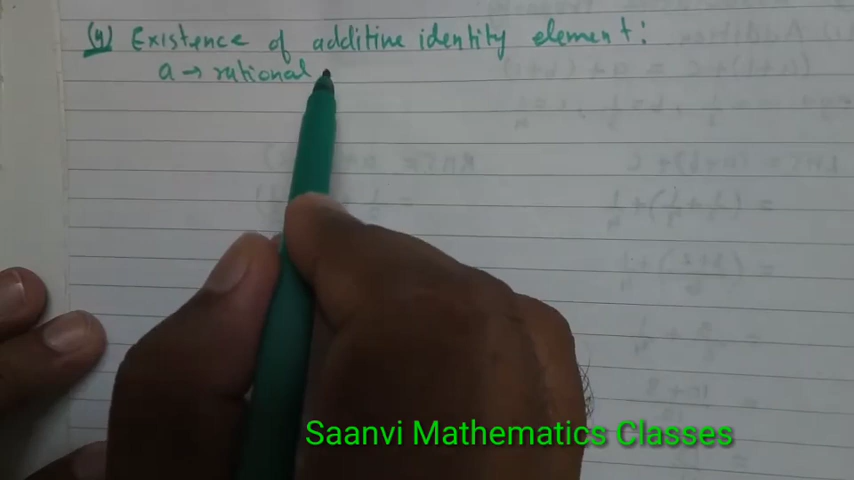 (4) Existence of additive identity element:
a → rational
Saanvi Mathematics Classes